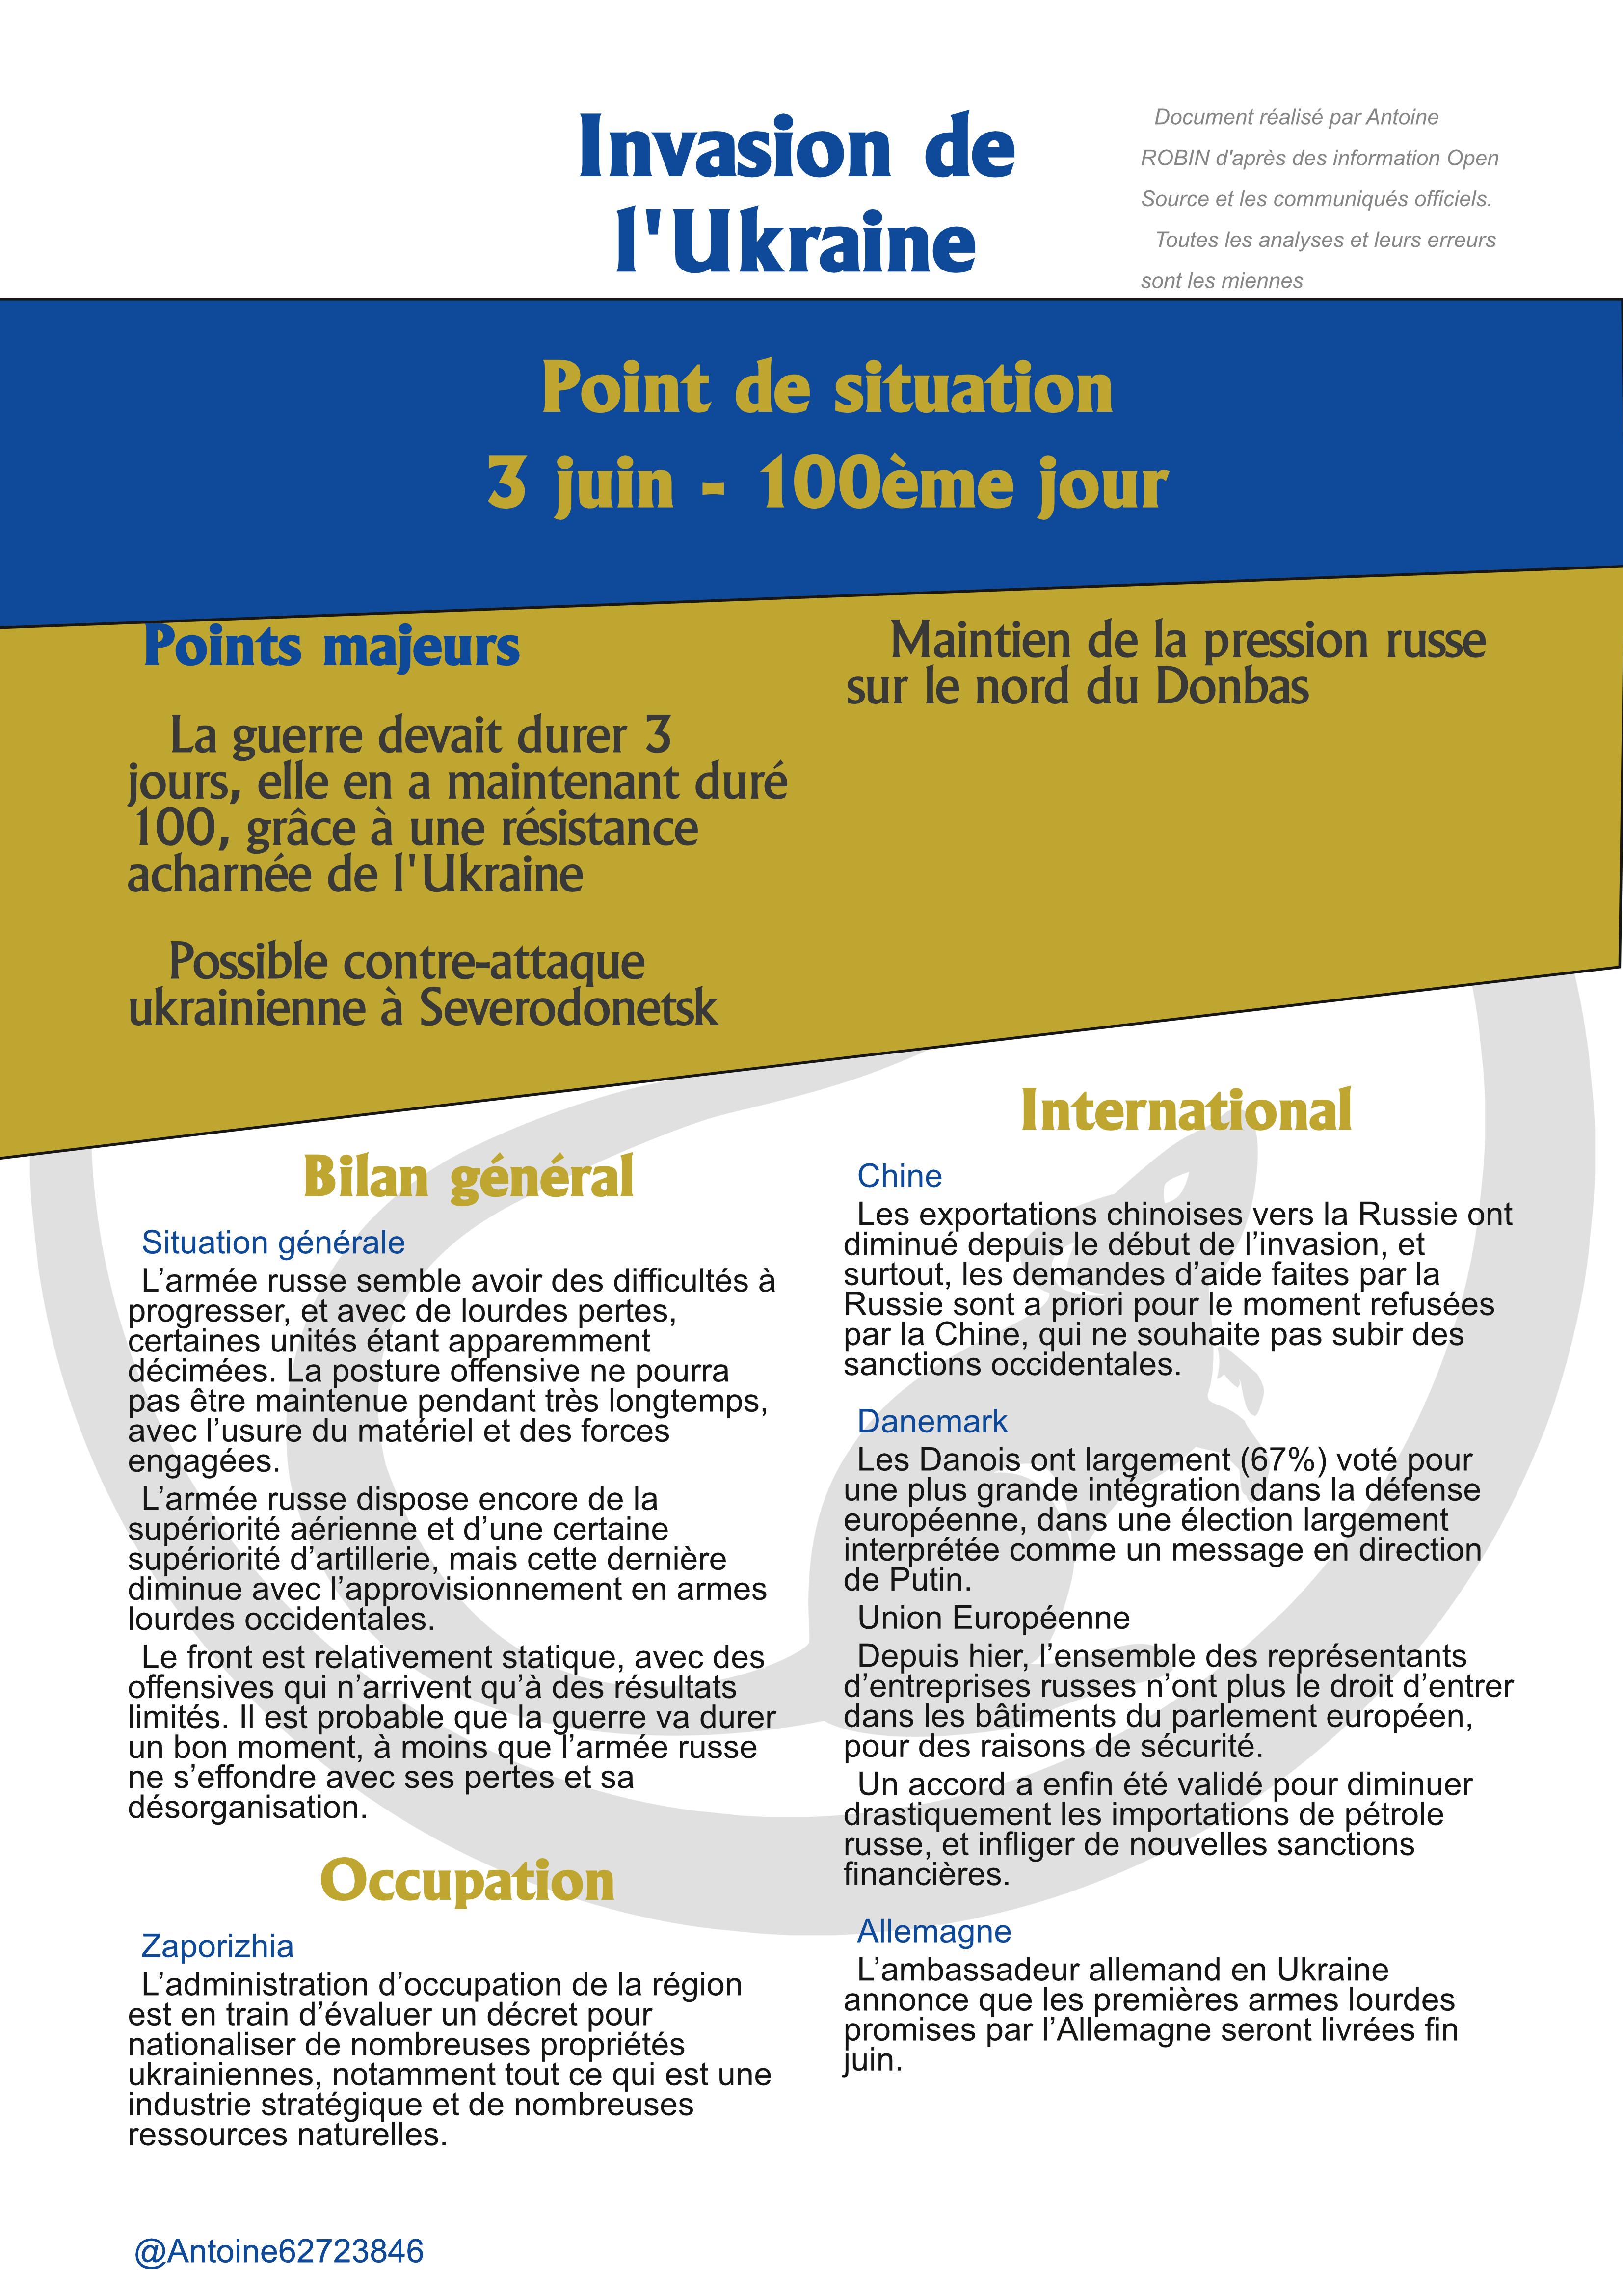 Invasion de
l'Ukraine
Document réalisé par Antoine
ROBIN d'après des information Open
Source et les communiqués officiels.
Toutes les analyses et leurs erreurs
sont les miennes
Point de situation
3 juin - 100ème jour
Points majeurs
La guerre devait durer 3
jours, elle en a maintenant duré
100, grâce à une résistance
acharnée de l'Ukraine
Possible contre-attaque
ukrainienne à Severodonetsk
Maintien de la pression russe
sur le nord du Donbas
Bilan général
Situation générale
L’armée russe semble avoir des difficultés à
progresser, et avec de lourdes pertes,
certaines unités étant apparemment
décimées. La posture offensive ne pourra
pas être maintenue pendant très longtemps,
avec l’usure du matériel et des forces
engagées.
L’armée russe dispose encore de la
supériorité aérienne et d’une certaine
supériorité d’artillerie, mais cette dernière
diminue avec l’approvisionnement en armes
lourdes occidentales.
Le front est relativement statique, avec des
offensives qui n’arrivent qu’à des résultats
limités. Il est probable que la guerre va durer
un bon moment, à moins que l’armée russe
ne s’effondre avec ses pertes et sa
désorganisation.
Occupation
Zaporizhia
L’administration d’occupation de la région
est en train d’évaluer un décret pour
nationaliser de nombreuses propriétés
ukrainiennes, notamment tout ce qui est une
industrie stratégique et de nombreuses
ressources naturelles.
International
Chine
Les exportations chinoises vers la Russie ont
diminué depuis le début de l’invasion, et
surtout, les demandes d’aide faites par la
Russie sont a priori pour le moment refusées
par la Chine, qui ne souhaite pas subir des
sanctions occidentales.
Danemark
Les Danois ont largement (67%) voté pour
une plus grande intégration dans la défense
européenne, dans une élection largement
interprétée comme un message en direction
de Putin.
Union Européenne
Depuis hier, l’ensemble des représentants
d’entreprises russes n’ont plus le droit d’entrer
dans les bâtiments du parlement européen,
pour des raisons de sécurité.
Un accord a enfin été validé pour diminuer
drastiquement les importations de pétrole
russe, et infliger de nouvelles sanctions
financières.
Allemagne
L’ambassadeur allemand en Ukraine
annonce que les premières armes lourdes
promises par l’Allemagne seront livrées fin
juin.
@Antoine62723846